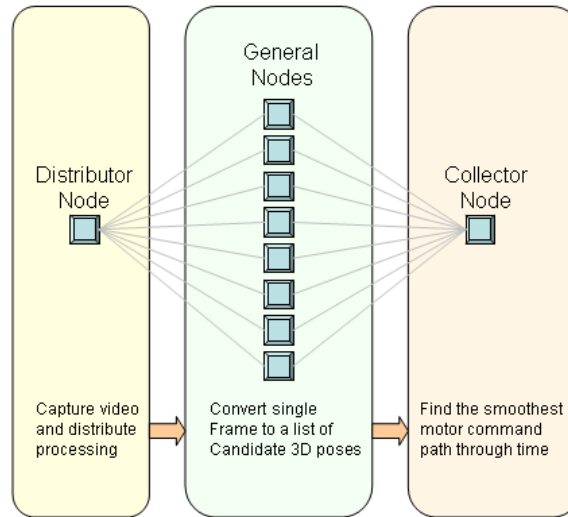 Distributor
Node
General
Nodes
Collector
Node
Capture video
and distribute
processing
Convert single
Frame to a list of
Candidate 3D poses
Find the smoothest
motor command
path through time